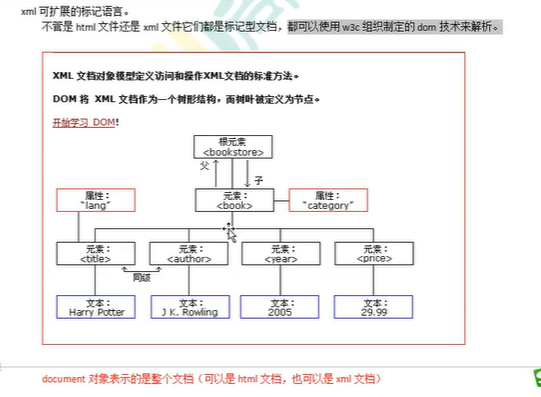 xml 可扩展的标记语言。
不管是 html 文件还是 xml 文件它们都是标记型文档，都可以使用 w3c 组织制定的 dom 技术来解析。
XML 文档对象模型定义访问和操作XML文档的标准方法。
DOM 将 XML 文档作为一个树形结构，而树叶被定义为节点。
开始学习 DOM!
根元素
<bookstore>
父
子
属性：
"lang"
元素：
<book>
属性：
"category"
元素：
<title>
元素：
<author>
元素：
<year>
元素：
<price>
同级
文本：
Harry Potter
文本：
J K. Rowling
文本：
2005
文本：
29.99
document 对象表示的是整个文档（可以是 html 文档，也可以是 xml 文档）